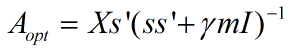 A_opt = Xs'(ss'+γmI)⁻¹